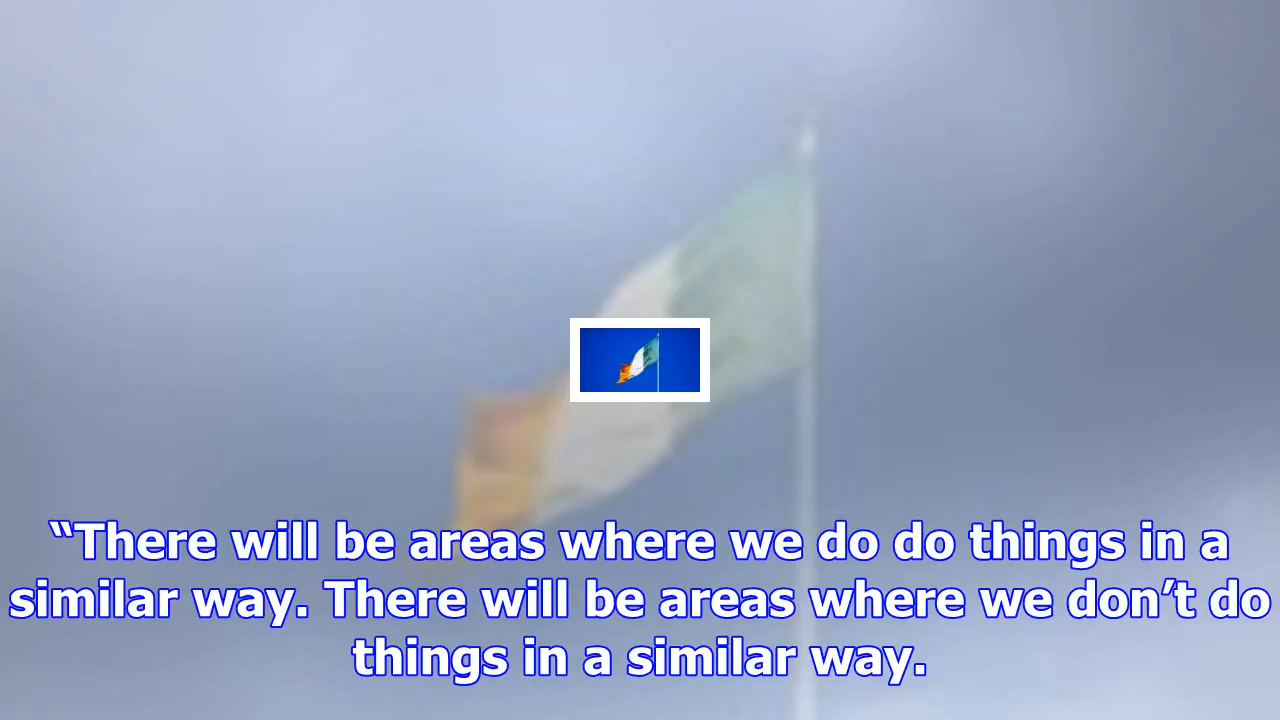 “There will be areas where we do do things in a
similar way. There will be areas where we don’t do
things in a similar way.